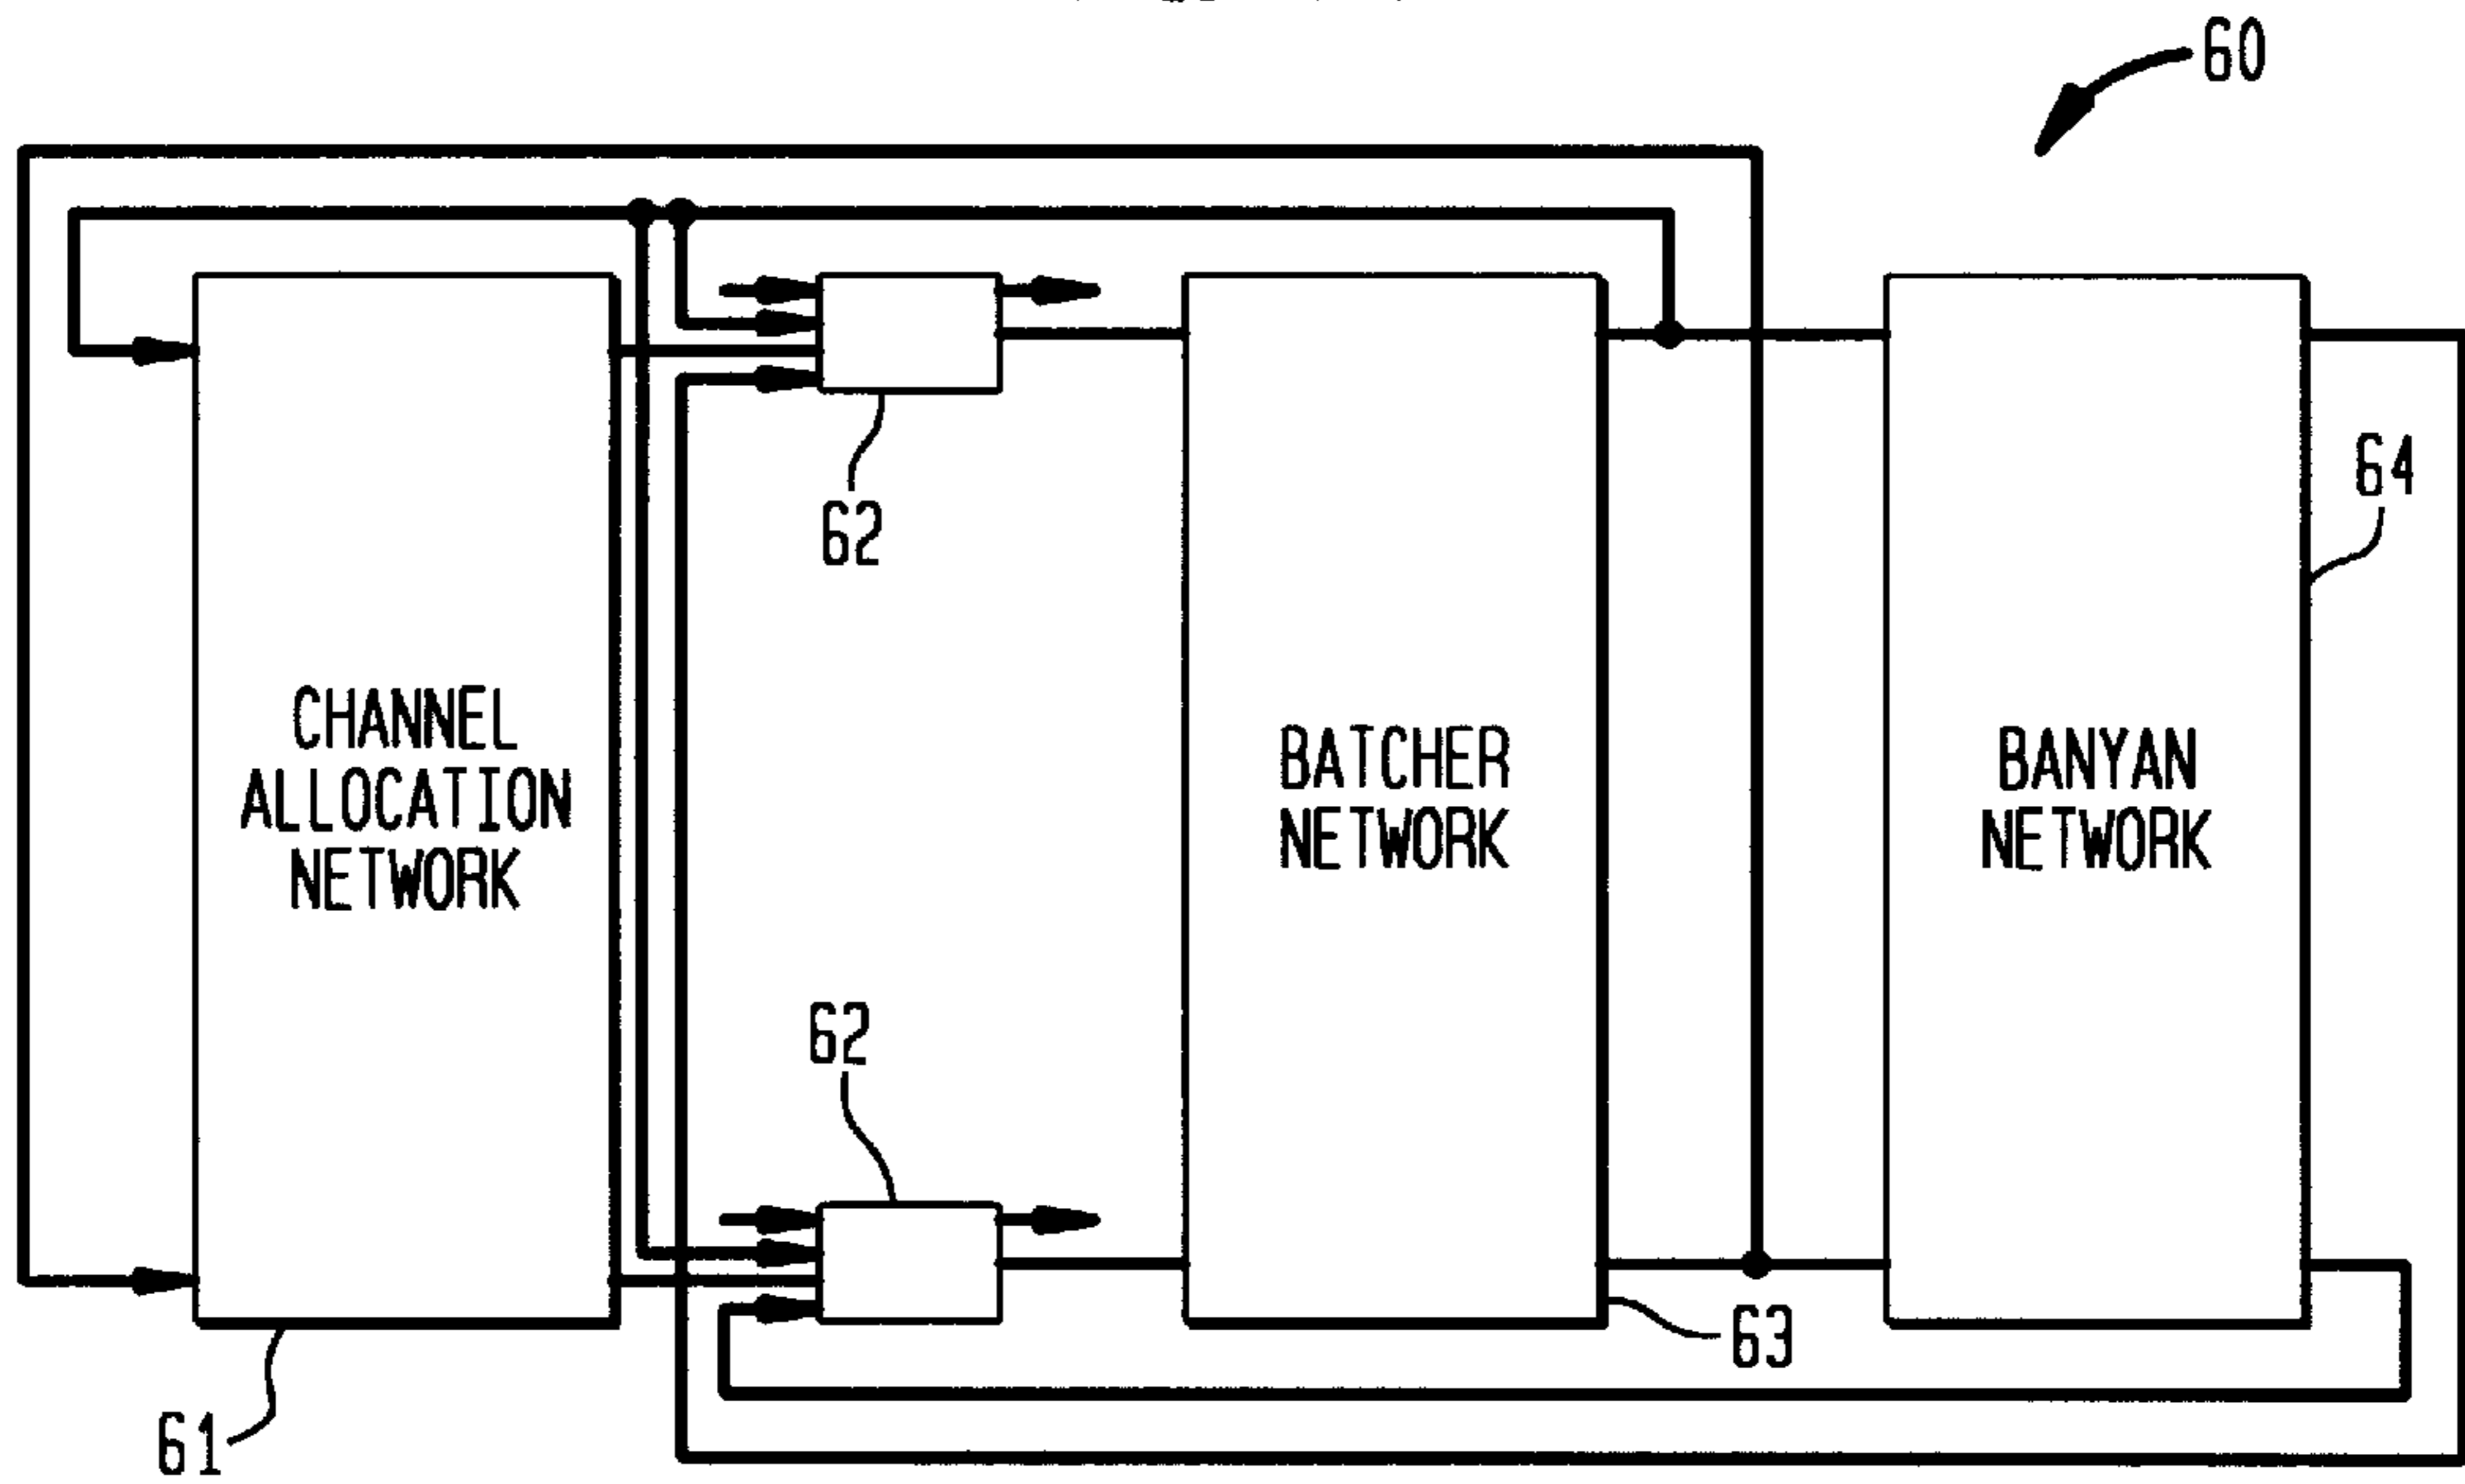 60
62
64
CHANNEL
ALLOCATION
NETWORK
BATCHER
NETWORK
BANYAN
NETWORK
62
63
61